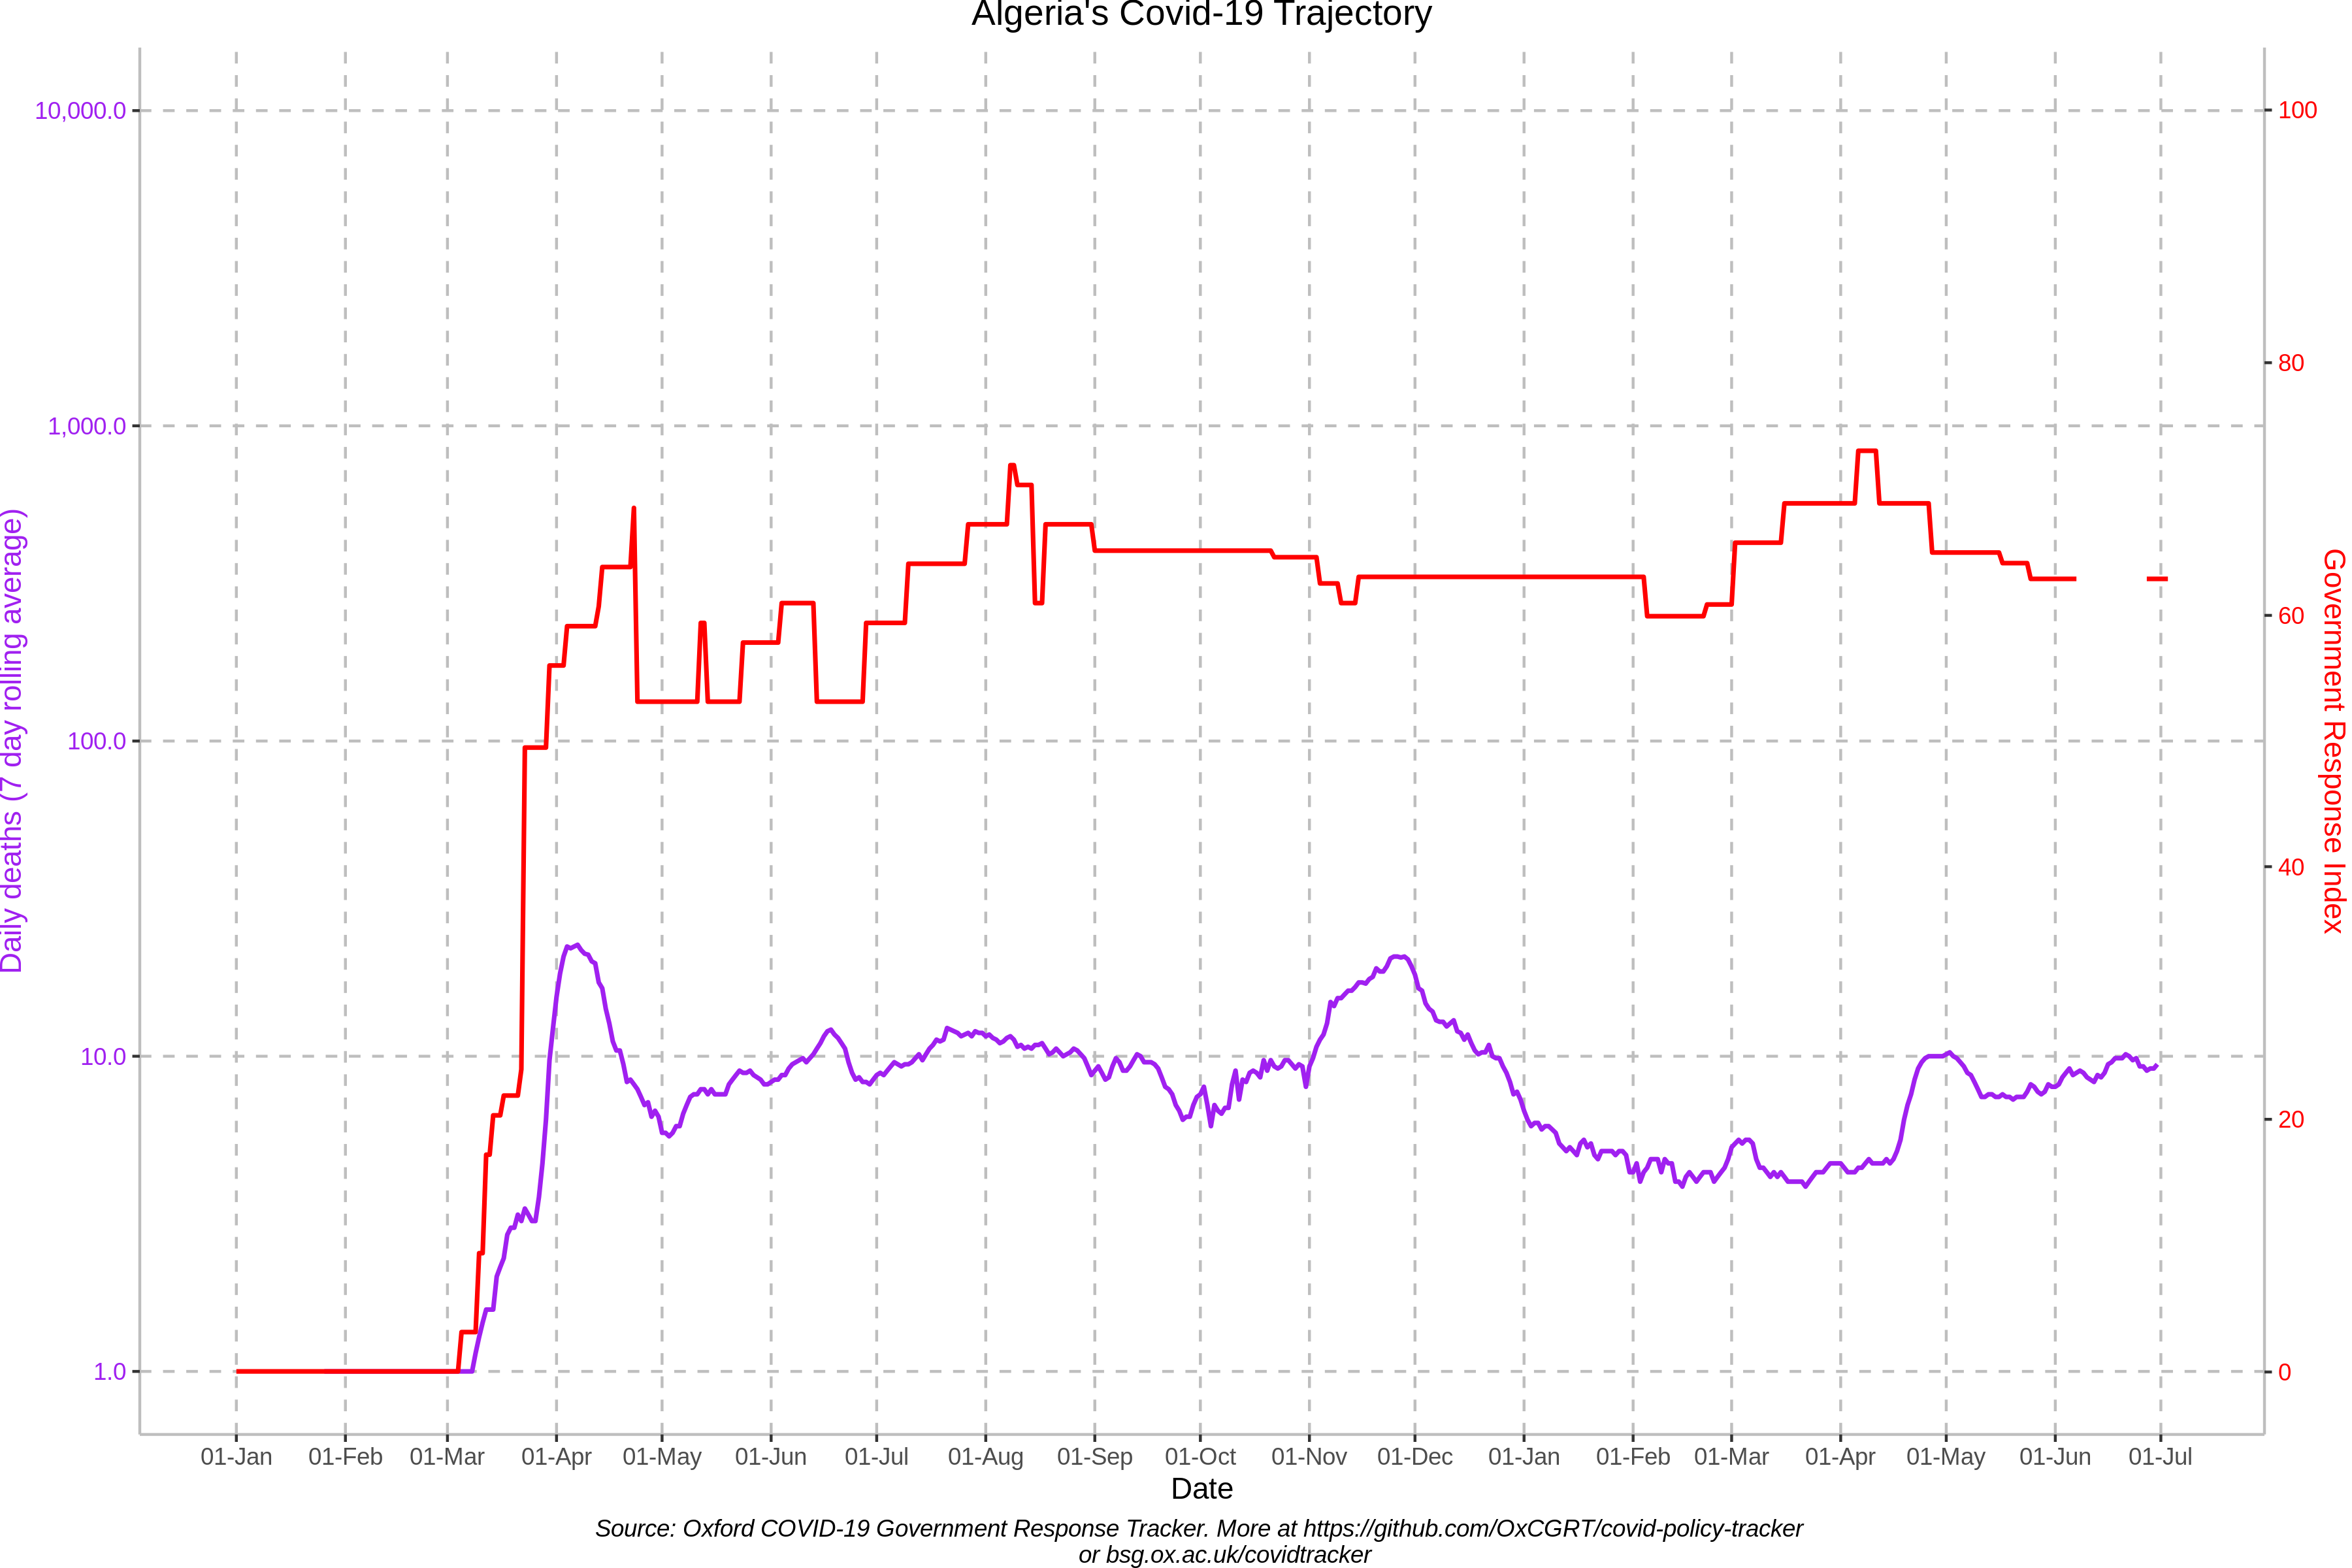 Algeria's Covid-19 Trajectory
10,000.0
1,000.0
100.0
10.0
1.0
Daily deaths (7 day rolling average)
100
80
60
40
20
0
Government Response Index
01-Jan 01-Feb 01-Mar 01-Apr 01-May 01-Jun 01-Jul 01-Aug 01-Sep 01-Oct 01-Nov 01-Dec 01-Jan 01-Feb 01-Mar 01-Apr 01-May 01-Jun 01-Jul
Date
Source: Oxford COVID-19 Government Response Tracker. More at https://github.com/OxCGRT/covid-policy-tracker
or bsg.ox.ac.uk/covidtracker